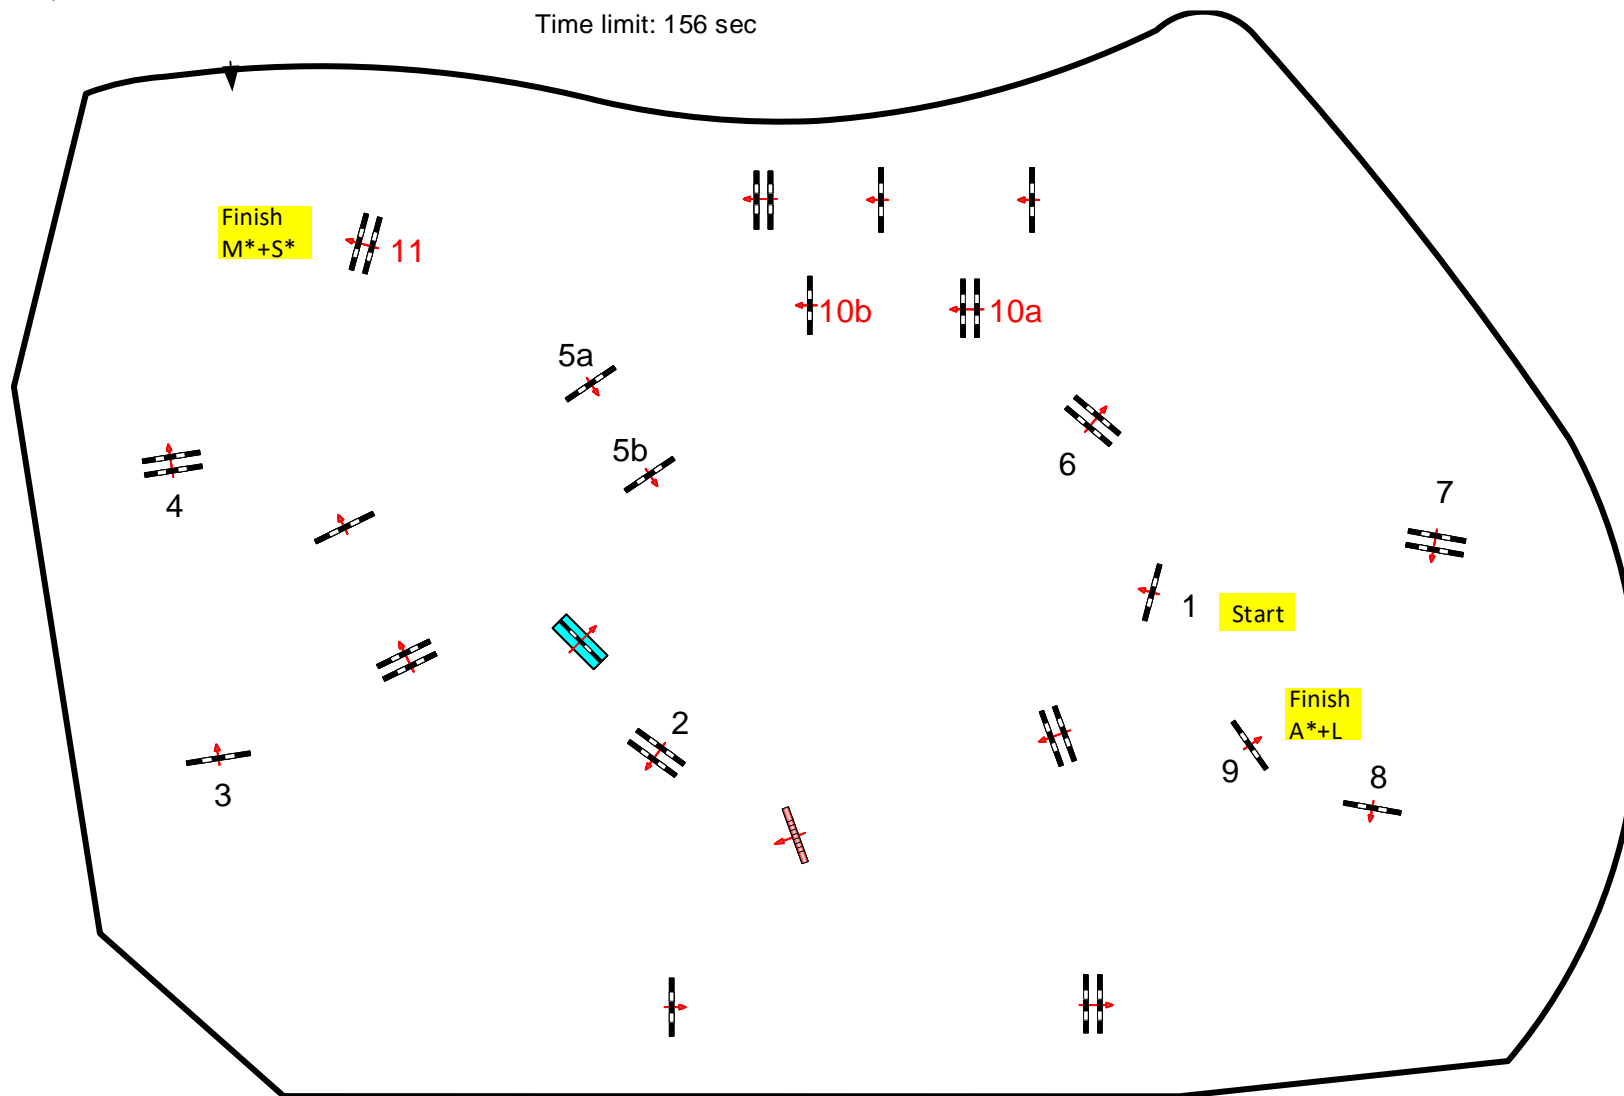 Time limit: 156 sec
Finish
M*+S*
11
10b
10a
5a
5b
6
4
7
1
Start
2
Finish
A*+L
9
8
3